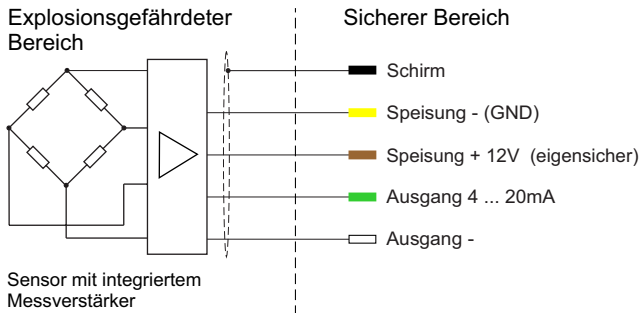 Explosionsgefährdeter
Bereich
Sicherer Bereich
Schirm
Speisung - (GND)
Speisung + 12V (eigensicher)
Ausgang 4 ... 20mA
Ausgang -
Sensor mit integriertem
Messverstärker